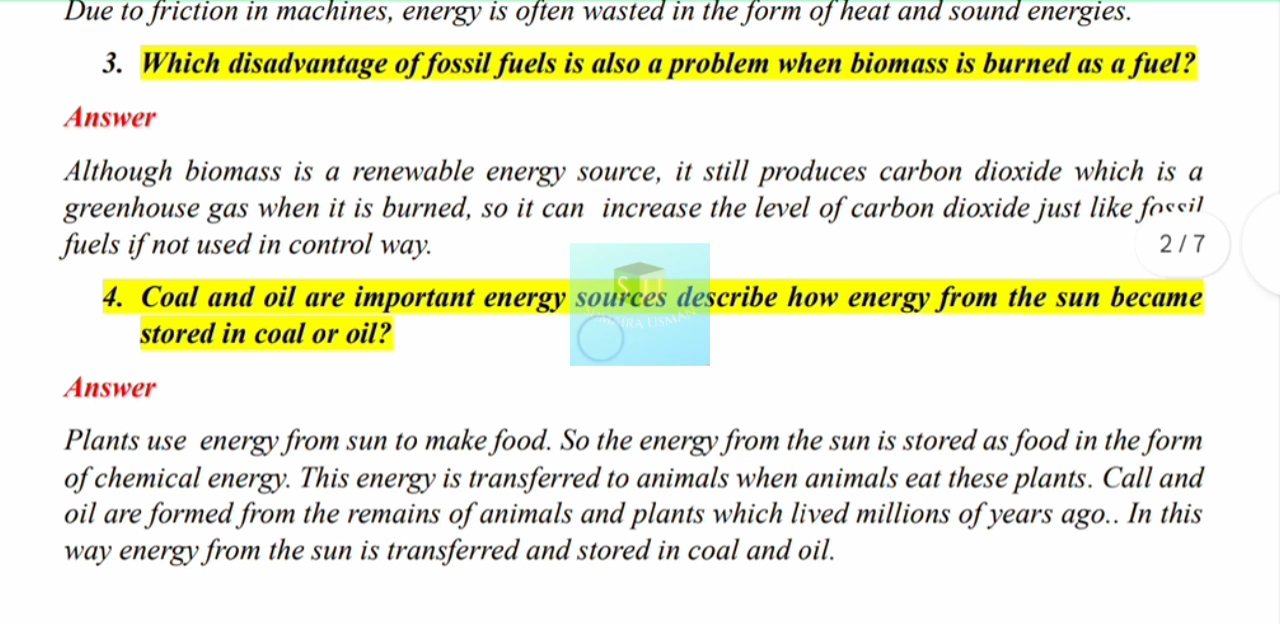 Due to friction in machines, energy is often wasted in the form of heat and sound energies.
3. Which disadvantage of fossil fuels is also a problem when biomass is burned as a fuel?
Answer
Although biomass is a renewable energy source, it still produces carbon dioxide which is a
greenhouse gas when it is burned, so it can increase the level of carbon dioxide just like fossil
fuels if not used in control way.
2 / 7
4. Coal and oil are important energy sources describe how energy from the sun became
stored in coal or oil?
Answer
Plants use energy from sun to make food. So the energy from the sun is stored as food in the form
of chemical energy. This energy is transferred to animals when animals eat these plants. Call and
oil are formed from the remains of animals and plants which lived millions of years ago.. In this
way energy from the sun is transferred and stored in coal and oil.